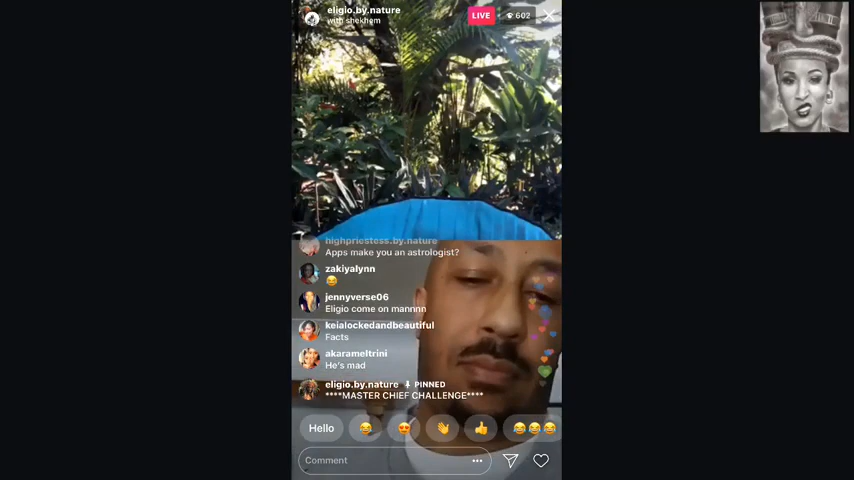 eligio.by.nature
with shekhem
LIVE
602
highpriestess.by.nature
Apps make you an astrologist?
zakiyalynn
😂
jennyverse06
Eligio come on mannnn
keialockedandbeautiful
Facts
akarameltrini
He's mad
eligio.by.nature PINNED
****MASTER CHIEF CHALLENGE****
Hello 😂 😍 👋 👍 😂😂😂
Comment